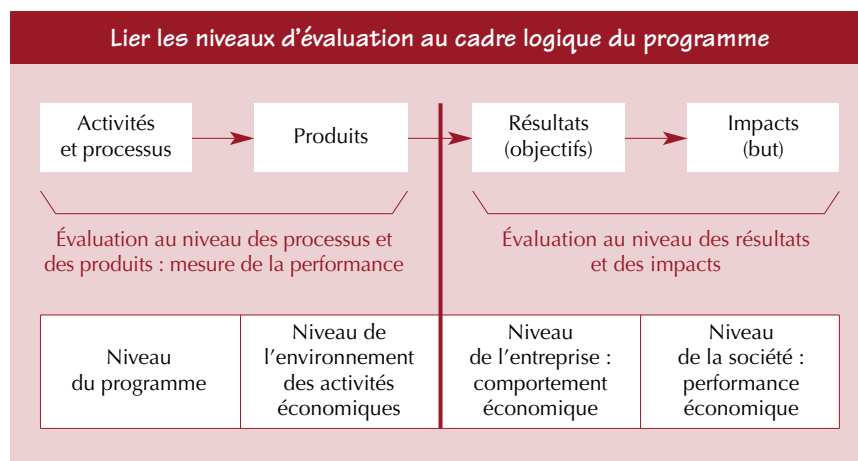 Lier les niveaux d'évaluation au cadre logique du programme
Activités
et processus
Produits
Résultats
(objectifs)
Impacts
(but)
Évaluation au niveau des processus et
des produits : mesure de la performance
Évaluation au niveau des résultats
et des impacts
Niveau
du programme
Niveau de
l'environnement
des activités
économiques
Niveau
de l'entreprise :
comportement
économique
Niveau
de la société :
performance
économique